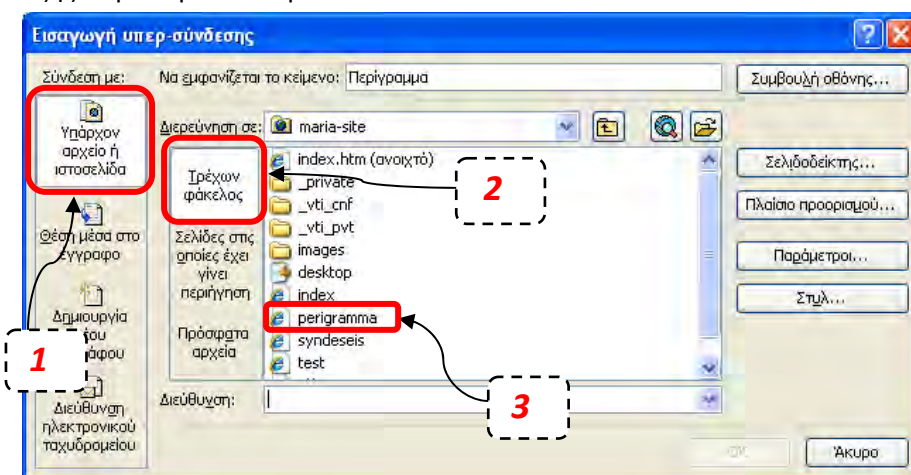 Εισαγωγή υπερ-σύνδεσης
Σύνδεση με:
Να εμφανίζεται το κείμενο: Περίγραμμα
Συμβουλή οθόνης...
Υπάρχον
αρχείο ή
ιστοσελίδα
Διερεύνηση σε: maria-site
Τρέχων
φάκελος
index.htm (ανοιχτό)
_private
_vti_cnf
_vti_pvt
images
desktop
index
perigramma
syndeseis
test
Σελιδοδείκτης...
Πλαίσιο προορισμού...
Παράμετροι...
Στυλ...
Θέση μέσα στο
έγγραφο
Σελίδες στις
οποίες έχει
γίνει
περιήγηση
Δημιουργία
Πρόσφατα
αρχεία
Διεύθυνση
ηλεκτρονικού
ταχυδρομείου
Διεύθυνση:
OK
Άκυρο
1
2
3